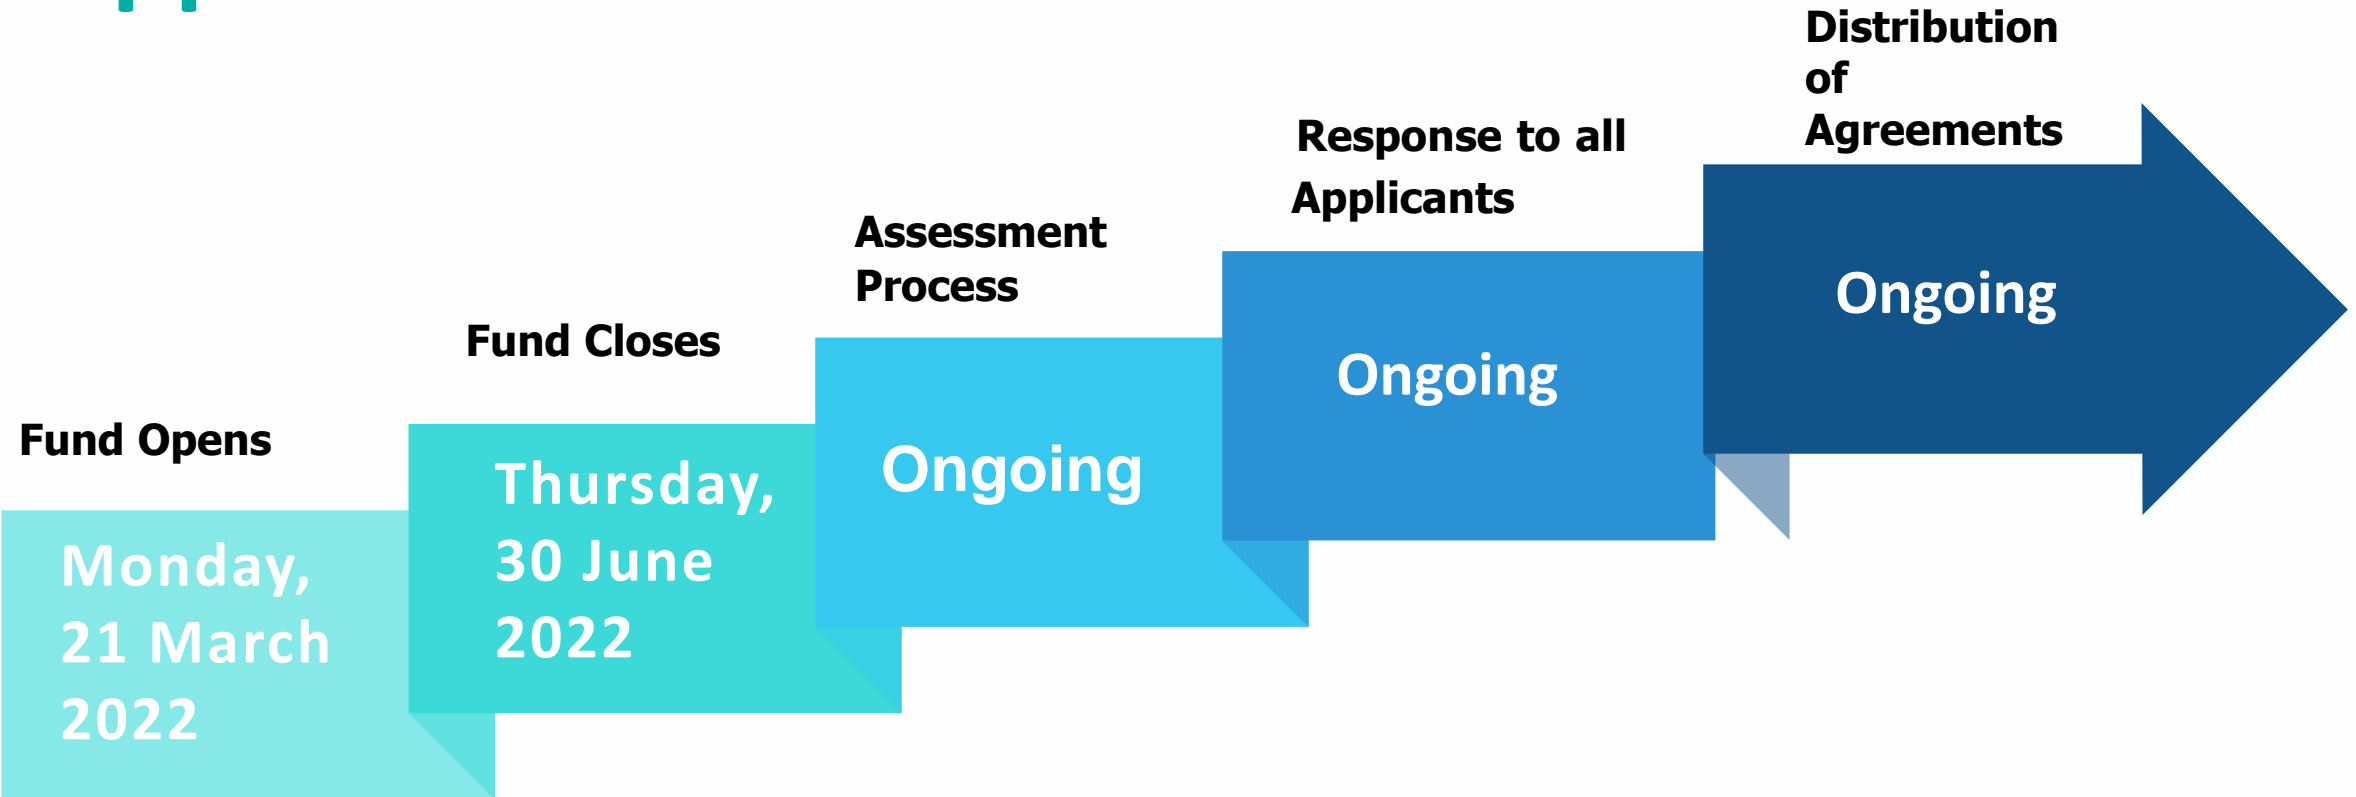 Fund Opens
Monday,
21 March
2022
Fund Closes
Thursday,
30 June
2022
Assessment
Process
Ongoing
Response to all
Applicants
Ongoing
Distribution
of
Agreements
Ongoing